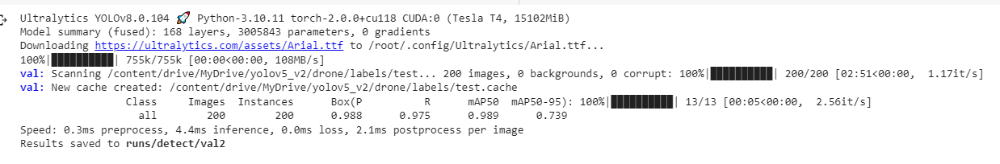 Ultralytics YOLOv8.0.104 🚀 Python-3.10.11 torch-2.0.0+cu118 CUDA:0 (Tesla T4, 15102MiB)
Model summary (fused): 168 layers, 3005843 parameters, 0 gradients
Downloading https://ultralytics.com/assets/Arial.ttf to /root/.config/Ultralytics/Arial.ttf...
100%|██████████| 755k/755k [00:00<00:00, 108MB/s]
val: Scanning /content/drive/MyDrive/yolov5_v2/drone/labels/test... 200 images, 0 backgrounds, 0 corrupt: 100%|██████████| 200/200 [02:51<00:00,  1.17it/s]
val: New cache created: /content/drive/MyDrive/yolov5_v2/drone/labels/test.cache
Class     Images  Instances      Box(P          R      mAP50  mAP50-95): 100%|██████████| 13/13 [00:05<00:00,  2.56it/s]
all        200        200      0.988      0.975      0.989      0.739
Speed: 0.3ms preprocess, 4.4ms inference, 0.0ms loss, 2.1ms postprocess per image
Results saved to runs/detect/val2